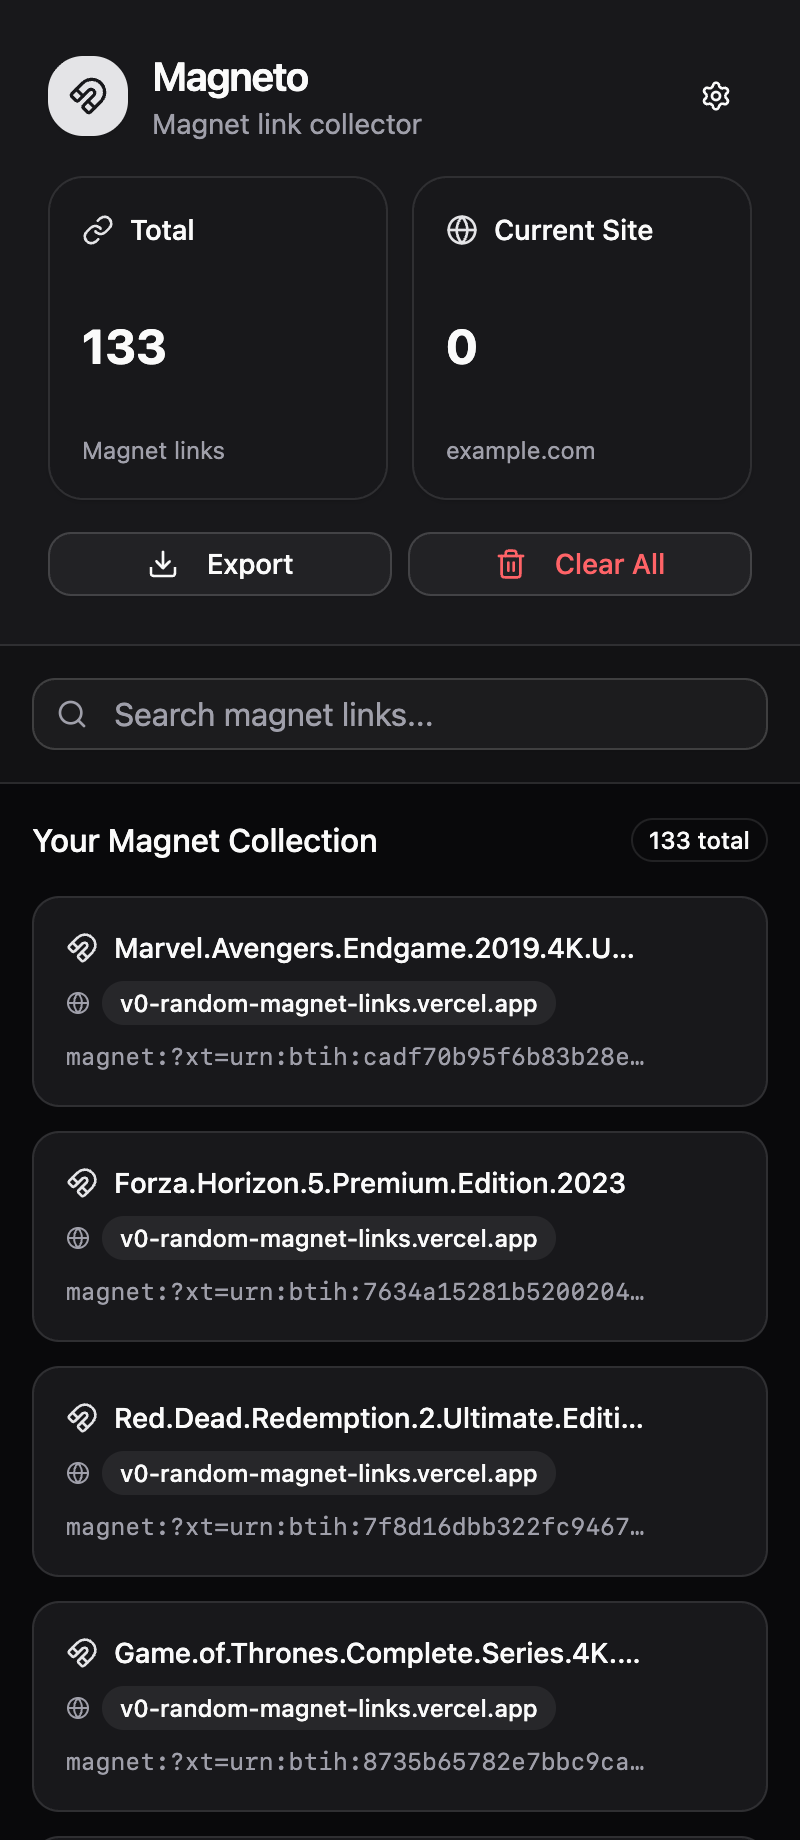 Magneto
Magnet link collector
Total
133
Magnet links
Current Site
0
example.com
Export
Clear All
Search magnet links...
Your Magnet Collection
133 total
Marvel.Avengers.Endgame.2019.4K.U...
v0-random-magnet-links.vercel.app
magnet:?xt=urn:btih:cadf70b95f6b83b28e…
Forza.Horizon.5.Premium.Edition.2023
v0-random-magnet-links.vercel.app
magnet:?xt=urn:btih:7634a15281b5200204…
Red.Dead.Redemption.2.Ultimate.Editi...
v0-random-magnet-links.vercel.app
magnet:?xt=urn:btih:7f8d16dbb322fc9467…
Game.of.Thrones.Complete.Series.4K....
v0-random-magnet-links.vercel.app
magnet:?xt=urn:btih:8735b65782e7bbc9ca…